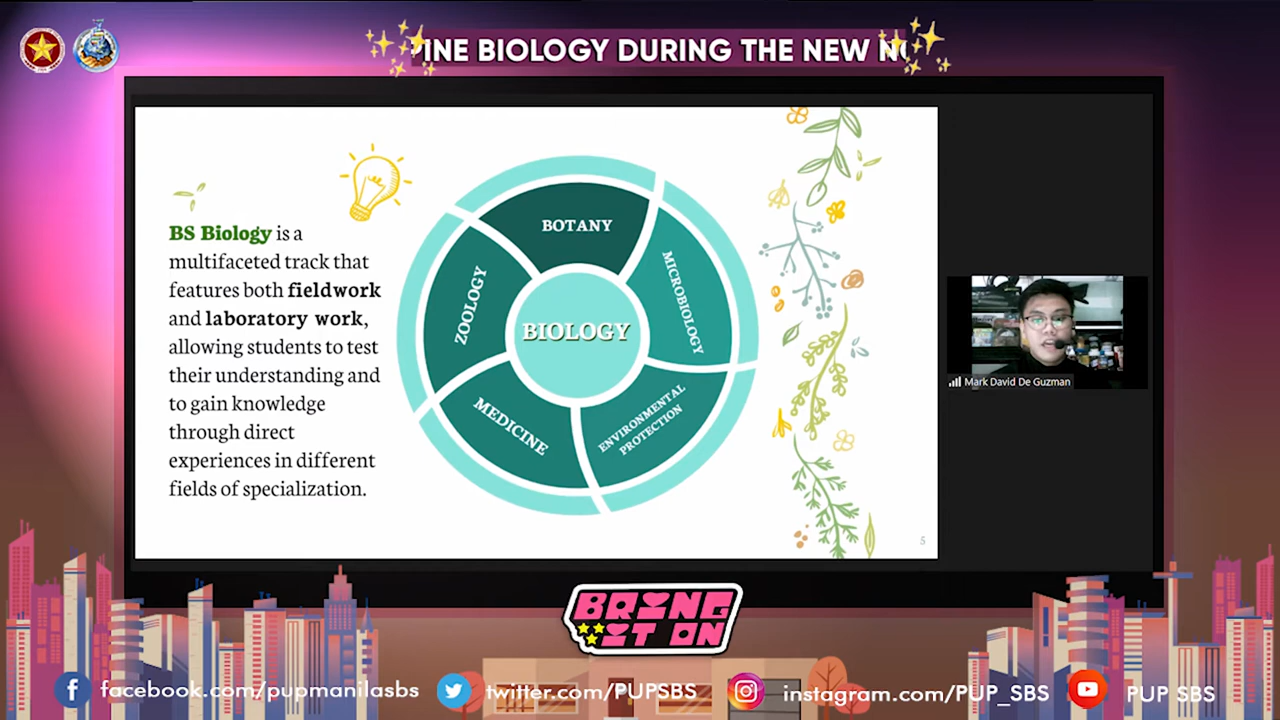 INE BIOLOGY DURING THE NEW
BS Biology is a
multifaceted track that
features both fieldwork
and laboratory work,
allowing students to test
their understanding and
to gain knowledge
through direct
experiences in different
fields of specialization.
BOTANY
MICROBIOLOGY
ENVIRONMENTAL
PROTECTION
MEDICINE
ZOOLOGY
BIOLOGY
5
Mark David De Guzman
BRING
IT ON
facebook.com/pupmanilasbs
twitter.com/PUPSBS
instagram.com/PUP_SBS
PUP SBS